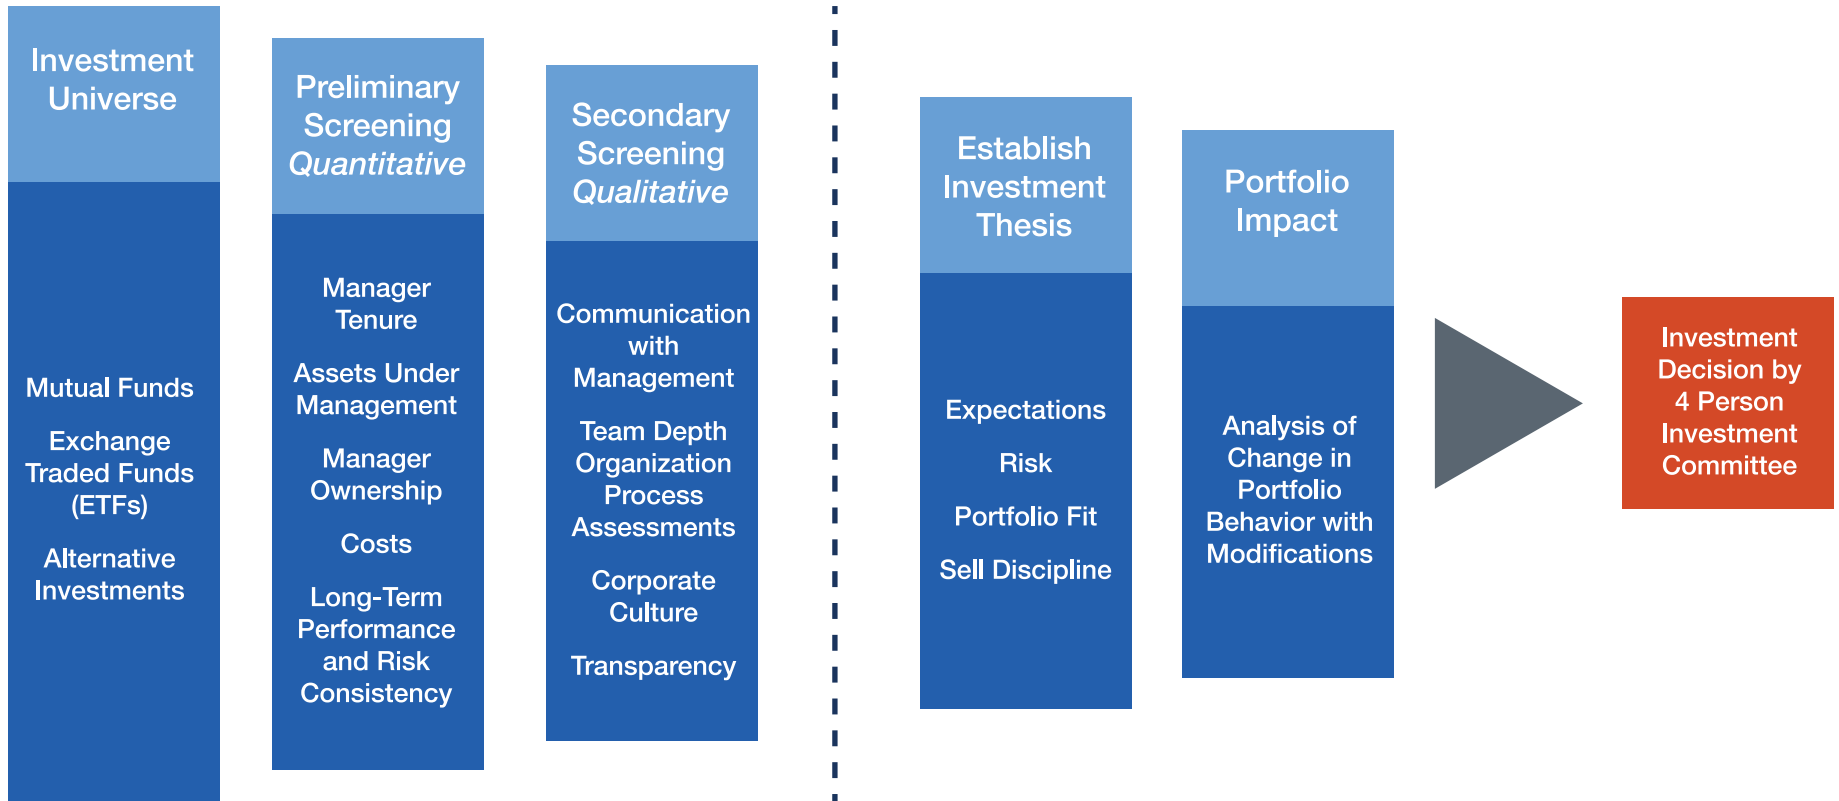 Investment
Universe
Mutual Funds
Exchange
Traded Funds
(ETFs)
Alternative
Investments
Preliminary
Screening
Quantitative
Manager
Tenure
Assets Under
Management
Manager
Ownership
Costs
Long-Term
Performance
and Risk
Consistency
Secondary
Screening
Qualitative
Communication
with
Management
Team Depth
Organization
Process
Assessments
Corporate
Culture
Transparency
Establish
Investment
Thesis
Expectations
Risk
Portfolio Fit
Sell Discipline
Portfolio
Impact
Analysis of
Change in
Portfolio
Behavior with
Modifications
Investment
Decision by
4 Person
Investment
Committee